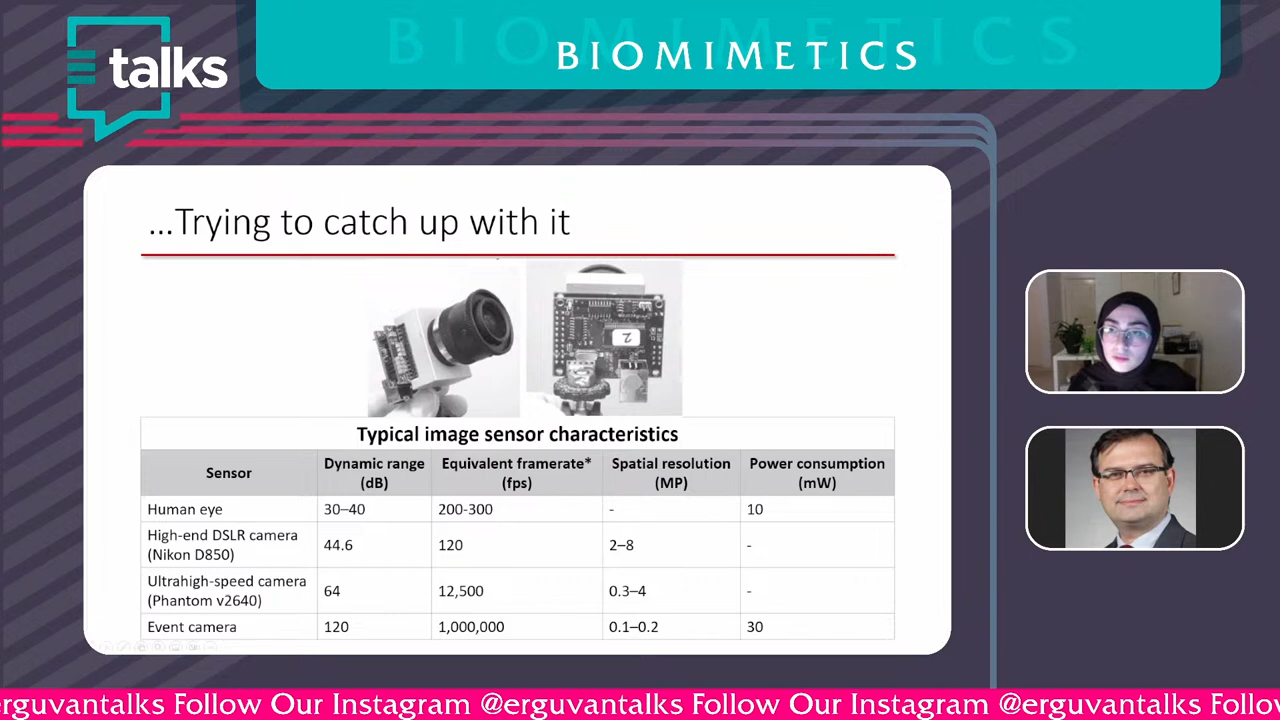 talks
BIOMIMETICS
BIOMIMETICS
...Trying to catch up with it
2
Typical image sensor characteristics
Sensor
Dynamic range (dB)
Equivalent framerate* (fps)
Spatial resolution (MP)
Power consumption (mW)
Human eye
30–40
200-300
-
10
High-end DSLR camera (Nikon D850)
44.6
120
2–8
-
Ultrahigh-speed camera (Phantom v2640)
64
12,500
0.3–4
-
Event camera
120
1,000,000
0.1–0.2
30
erguvantalks Follow Our Instagram @erguvantalks Follow Our Instagram @erguvantalks Follow